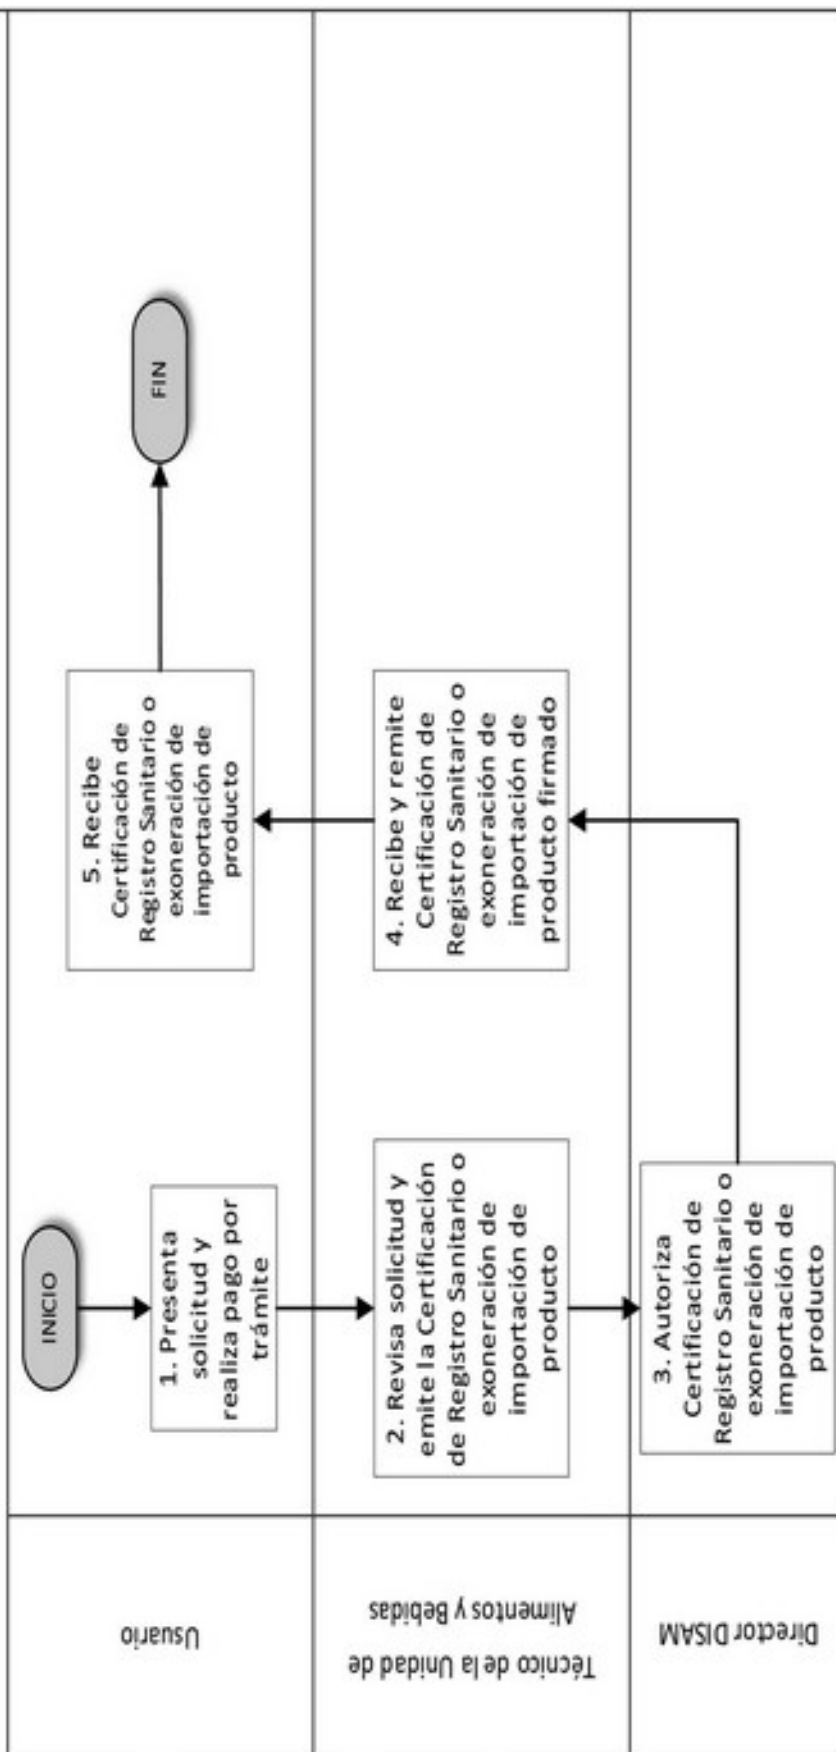 Usuario
INICIO
1. Presenta
solicitud y
realiza pago por
trámite
5. Recibe
Certificación de
Registro Sanitario o
exoneración de
importación de
producto
FIN
Técnico de la Unidad de
Alimentos y Bebidas
2. Revisa solicitud y
emite la Certificación
de Registro Sanitario o
exoneración de
importación de
producto
4. Recibe y remite
Certificación de
Registro Sanitario o
exoneración de
importación de
producto firmado
Director DISAM
3. Autoriza
Certificación de
Registro Sanitario o
exoneración de
importación de
producto